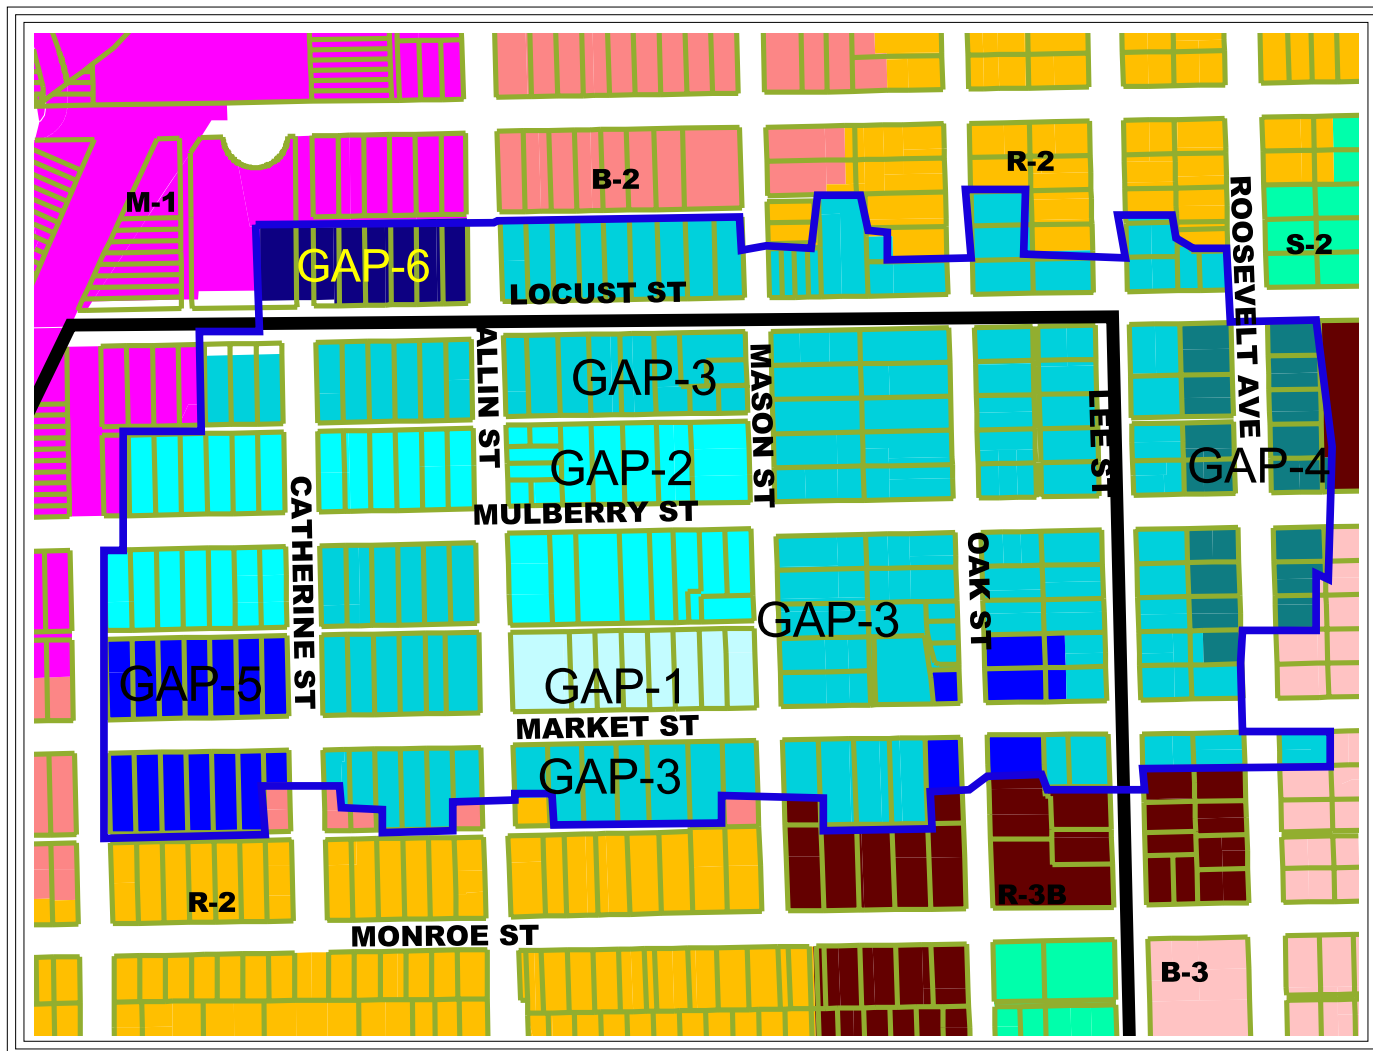 R-2
B-2
M-1
ROOSEVELT AVE
S-2
GAP-6
LOCUST ST
ALLIN ST
GAP-3
MASON ST
LEE ST
GAP-2
GAP-4
CATHERINE ST
MULBERRY ST
OAK ST
GAP-3
GAP-5
GAP-1
MARKET ST
GAP-3
R-2
R-3B
MONROE ST
B-3